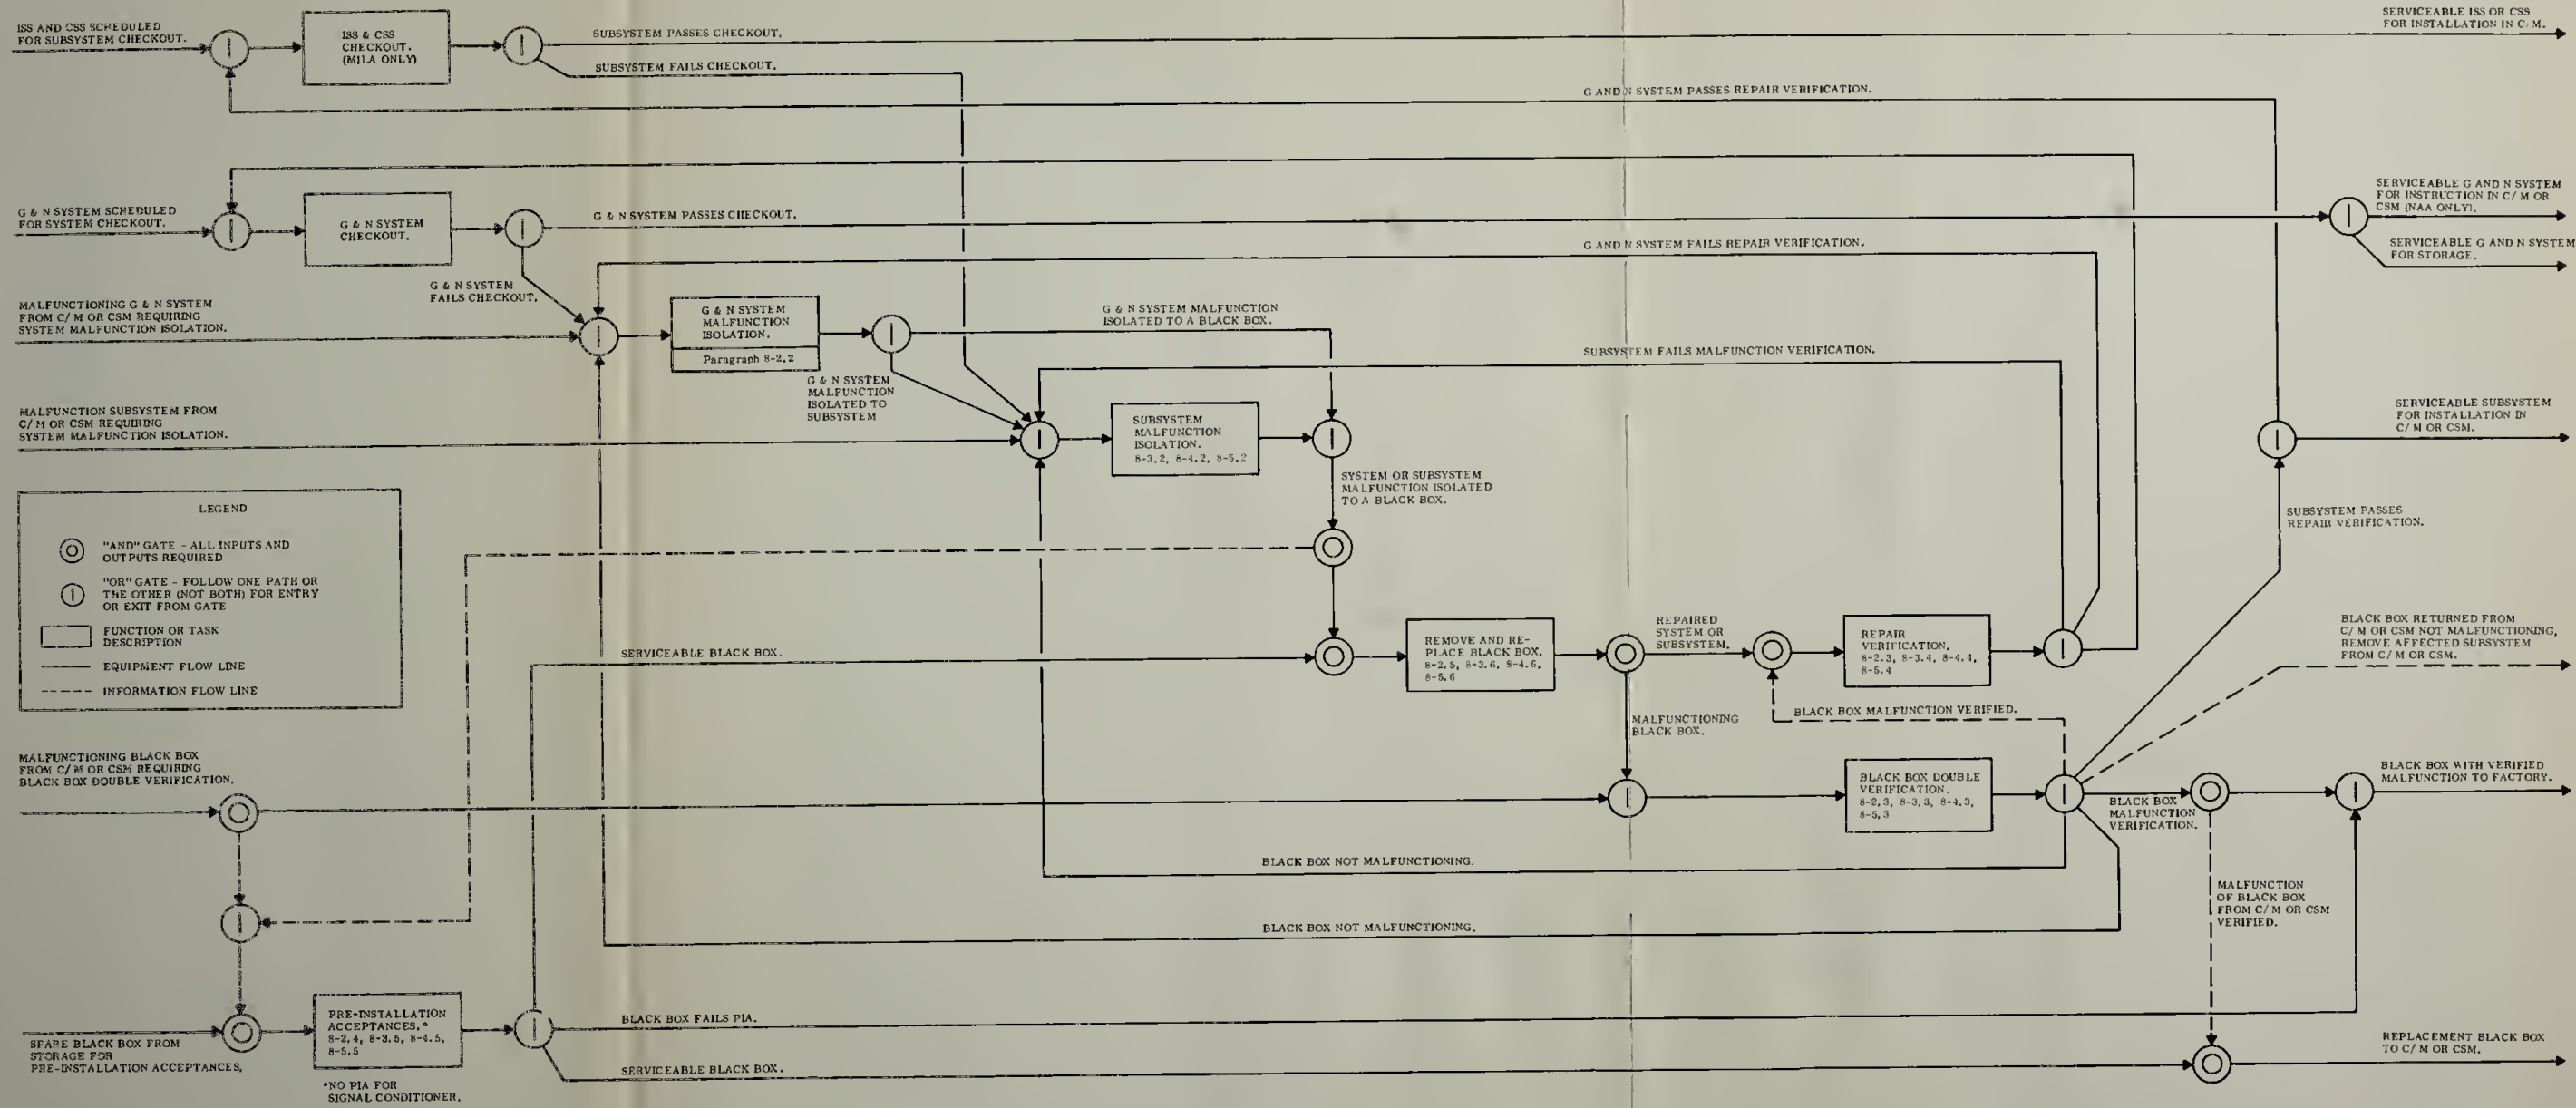 ISS AND CSS SCHEDULED
FOR SUBSYSTEM CHECKOUT.
ISS & CSS
CHECKOUT.
(MILA ONLY)
SUBSYSTEM PASSES CHECKOUT.
SUBSYSTEM FAILS CHECKOUT.
SERVICEABLE ISS OR CSS
FOR INSTALLATION IN C/M.
G AND N SYSTEM PASSES REPAIR VERIFICATION.
G & N SYSTEM SCHEDULED
FOR SYSTEM CHECKOUT.
G & N SYSTEM
CHECKOUT.
G & N SYSTEM PASSES CHECKOUT.
SERVICEABLE G AND N SYSTEM
FOR INSTRUCTION IN C/M OR
CSM (NAA ONLY).
SERVICEABLE G AND N SYSTEM
FOR STORAGE.
G AND N SYSTEM FAILS REPAIR VERIFICATION.
G & N SYSTEM
FAILS CHECKOUT.
MALFUNCTIONING G & N SYSTEM
FROM C/M OR CSM REQUIRING
SYSTEM MALFUNCTION ISOLATION.
G & N SYSTEM
MALFUNCTION
ISOLATION.
Paragraph 8-2.2
G & N SYSTEM MALFUNCTION
ISOLATED TO A BLACK BOX.
SUBSYSTEM FAILS MALFUNCTION VERIFICATION.
G & N SYSTEM
MALFUNCTION
ISOLATED TO
SUBSYSTEM
MALFUNCTION SUBSYSTEM FROM
C/M OR CSM REQUIRING
SYSTEM MALFUNCTION ISOLATION.
SUBSYSTEM
MALFUNCTION
ISOLATION.
8-3.2, 8-4.2, 8-5.2
SERVICEABLE SUBSYSTEM
FOR INSTALLATION IN
C/M OR CSM.
SYSTEM OR SUBSYSTEM
MALFUNCTION ISOLATED
TO A BLACK BOX.
SUBSYSTEM PASSES
REPAIR VERIFICATION.
LEGEND
"AND" GATE - ALL INPUTS AND
OUTPUTS REQUIRED
"OR" GATE - FOLLOW ONE PATH OR
THE OTHER (NOT BOTH) FOR ENTRY
OR EXIT FROM GATE
FUNCTION OR TASK
DESCRIPTION
EQUIPMENT FLOW LINE
INFORMATION FLOW LINE
SERVICEABLE BLACK BOX.
REMOVE AND RE-
PLACE BLACK BOX.
8-2.5, 8-3.6, 8-4.6,
8-5.6
REPAIRED
SYSTEM OR
SUBSYSTEM.
REPAIR
VERIFICATION.
8-2.3, 8-3.4, 8-4.4,
8-5.4
BLACK BOX RETURNED FROM
C/M OR CSM NOT MALFUNCTIONING,
REMOVE AFFECTED SUBSYSTEM
FROM C/M OR CSM.
MALFUNCTIONING
BLACK BOX.
BLACK BOX MALFUNCTION VERIFIED.
MALFUNCTIONING BLACK BOX
FROM C/M OR CSM REQUIRING
BLACK BOX DOUBLE VERIFICATION.
BLACK BOX DOUBLE
VERIFICATION.
8-2.3, 8-3.3, 8-4.3,
8-5.3
BLACK BOX
MALFUNCTION
VERIFICATION.
BLACK BOX WITH VERIFIED
MALFUNCTION TO FACTORY.
BLACK BOX NOT MALFUNCTIONING.
MALFUNCTION
OF BLACK BOX
FROM C/M OR CSM
VERIFIED.
BLACK BOX NOT MALFUNCTIONING.
SPARE BLACK BOX FROM
STORAGE FOR
PRE-INSTALLATION ACCEPTANCES.
PRE-INSTALLATION
ACCEPTANCES.*
8-2.4, 8-3.5, 8-4.5,
8-5.5
BLACK BOX FAILS PIA.
SERVICEABLE BLACK BOX.
REPLACEMENT BLACK BOX
TO C/M OR CSM.
*NO PIA FOR
SIGNAL CONDITIONER.